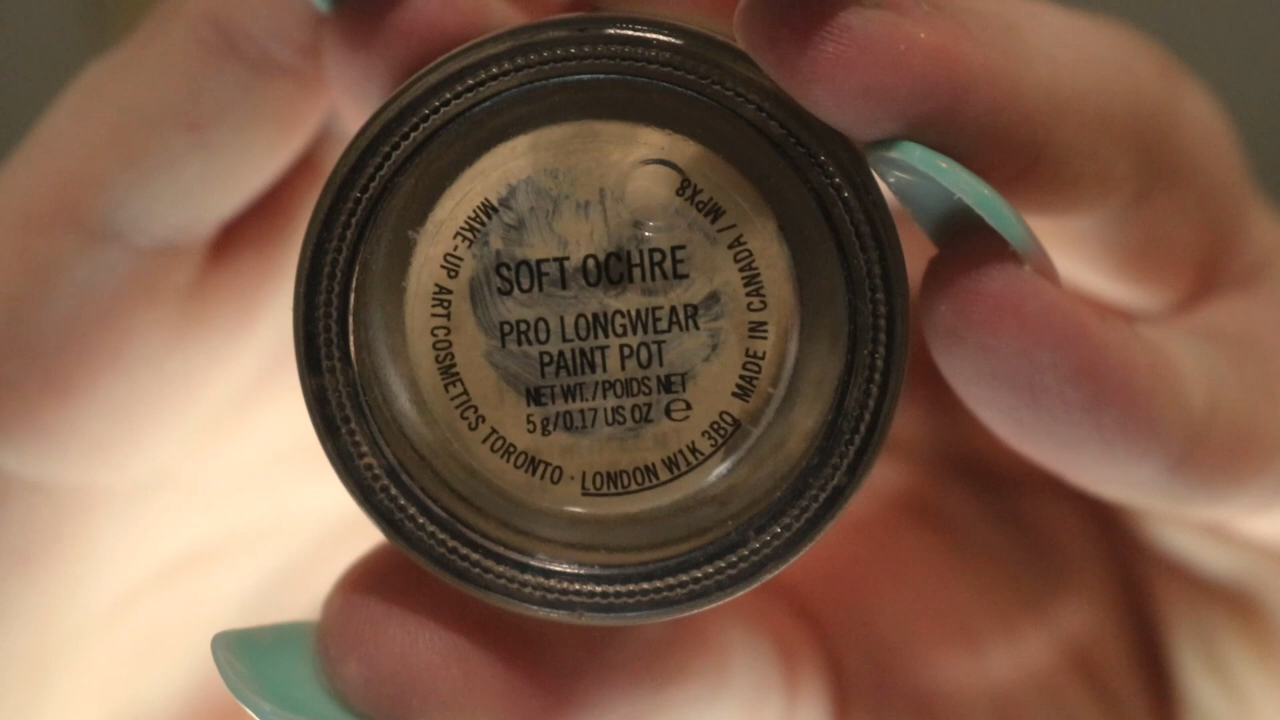 SOFT OCHRE
PRO LONGWEAR
PAINT POT
NET WT./POIDS NET
5 g/0.17 US OZ e
MAKE-UP ART COSMETICS TORONTO · LONDON W1K 3BQ MADE IN CANADA / MPX8